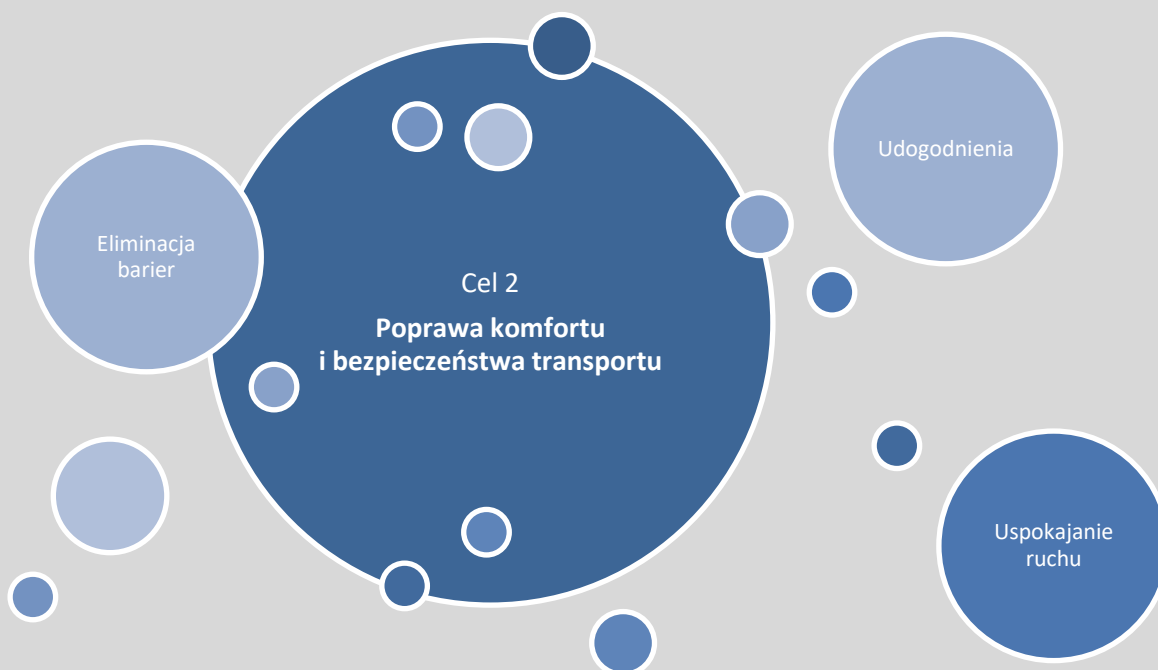 Udogodnienia
Eliminacja
barier
Cel 2
Poprawa komfortu
i bezpieczeństwa transportu
Uspokajanie
ruchu